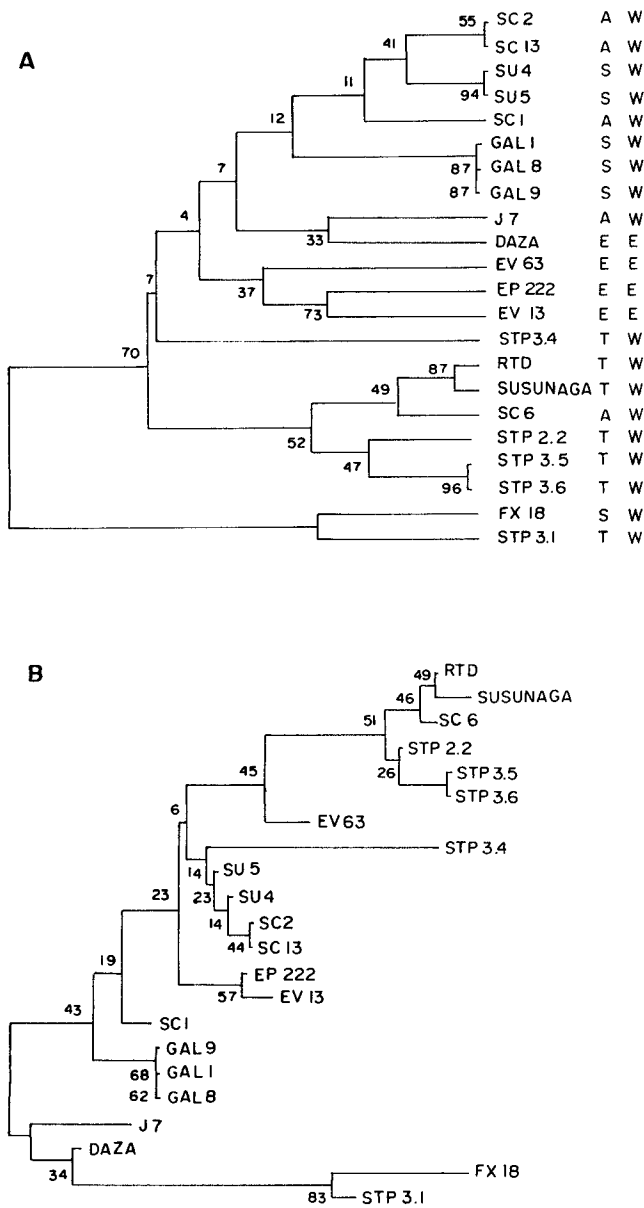 A
55 SC 2 A W
41 SC 13 A W
SU 4 S W
11 94 SU 5 S W
SC 1 A W
12 GAL 1 S W
87 GAL 8 S W
7 87 GAL 9 S W
J 7 A W
4 33 DAZA E E
EV 63 E E
37 EP 222 E E
7 73 EV 13 E E
STP3.4 T W
70 87 RTD T W
49 SUSUNAGA T W
SC 6 A W
52 STP 2.2 T W
47 STP 3.5 T W
96 STP 3.6 T W
FX 18 S W
STP 3.1 T W
B
49 RTD
46 SUSUNAGA
51 SC 6
STP 2.2
26 STP 3.5
45 STP 3.6
6 EV 63
STP 3.4
14 SU 5
23 23 SU 4
14 SC2
44 SC 13
19 EP 222
57 EV 13
43 SC1
GAL 9
68 GAL 1
62 GAL 8
J 7
DAZA
34 FX 18
83 STP 3.1